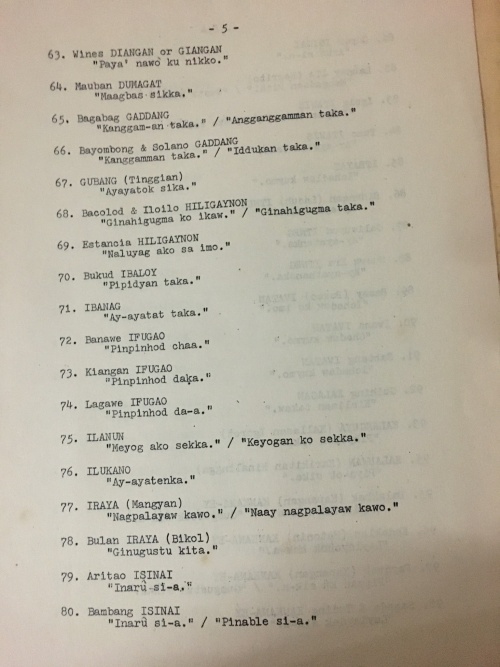 - 5 -
63. Wines DIANGAN or GIANGAN
"Paya' nawo ku nikko."
64. Mauban DUMAGAT
"Maagbas sikka."
65. Bagabag GADDANG
"Kanggam-an taka." / "Angganggamman taka."
66. Bayombong & Solano GADDANG
"Kanggamman taka." / "Iddukan taka."
67. GUBANG (Tinggian)
"Ayayatok sika."
68. Bacolod & Iloilo HILIGAYNON
"Ginahigugma ko ikaw." / "Ginahigugma taka."
69. Estancia HILIGAYNON
"Naluyag ako sa imo."
70. Bukud IBALOY
"Pipidyan taka."
71. IBANAG
"Ay-ayatat taka."
72. Banawe IFUGAO
"Pinpinhod chaa."
73. Kiangan IFUGAO
"Pinpinhod daka."
74. Lagawe IFUGAO
"Pinpinhod da-a."
75. ILANUN
"Meyog ako sekka." / "Keyogan ko sekka."
76. ILUKANO
"Ay-ayatenka."
77. IRAYA (Mangyan)
"Nagpalayaw kawo." / "Naay nagpalayaw kawo."
78. Bulan IRAYA (Bikol)
"Ginugustu kita."
79. Aritao ISINAI
"Inarû si-a."
80. Bambang ISINAI
"Inarû si-a." / "Pinable si-a."